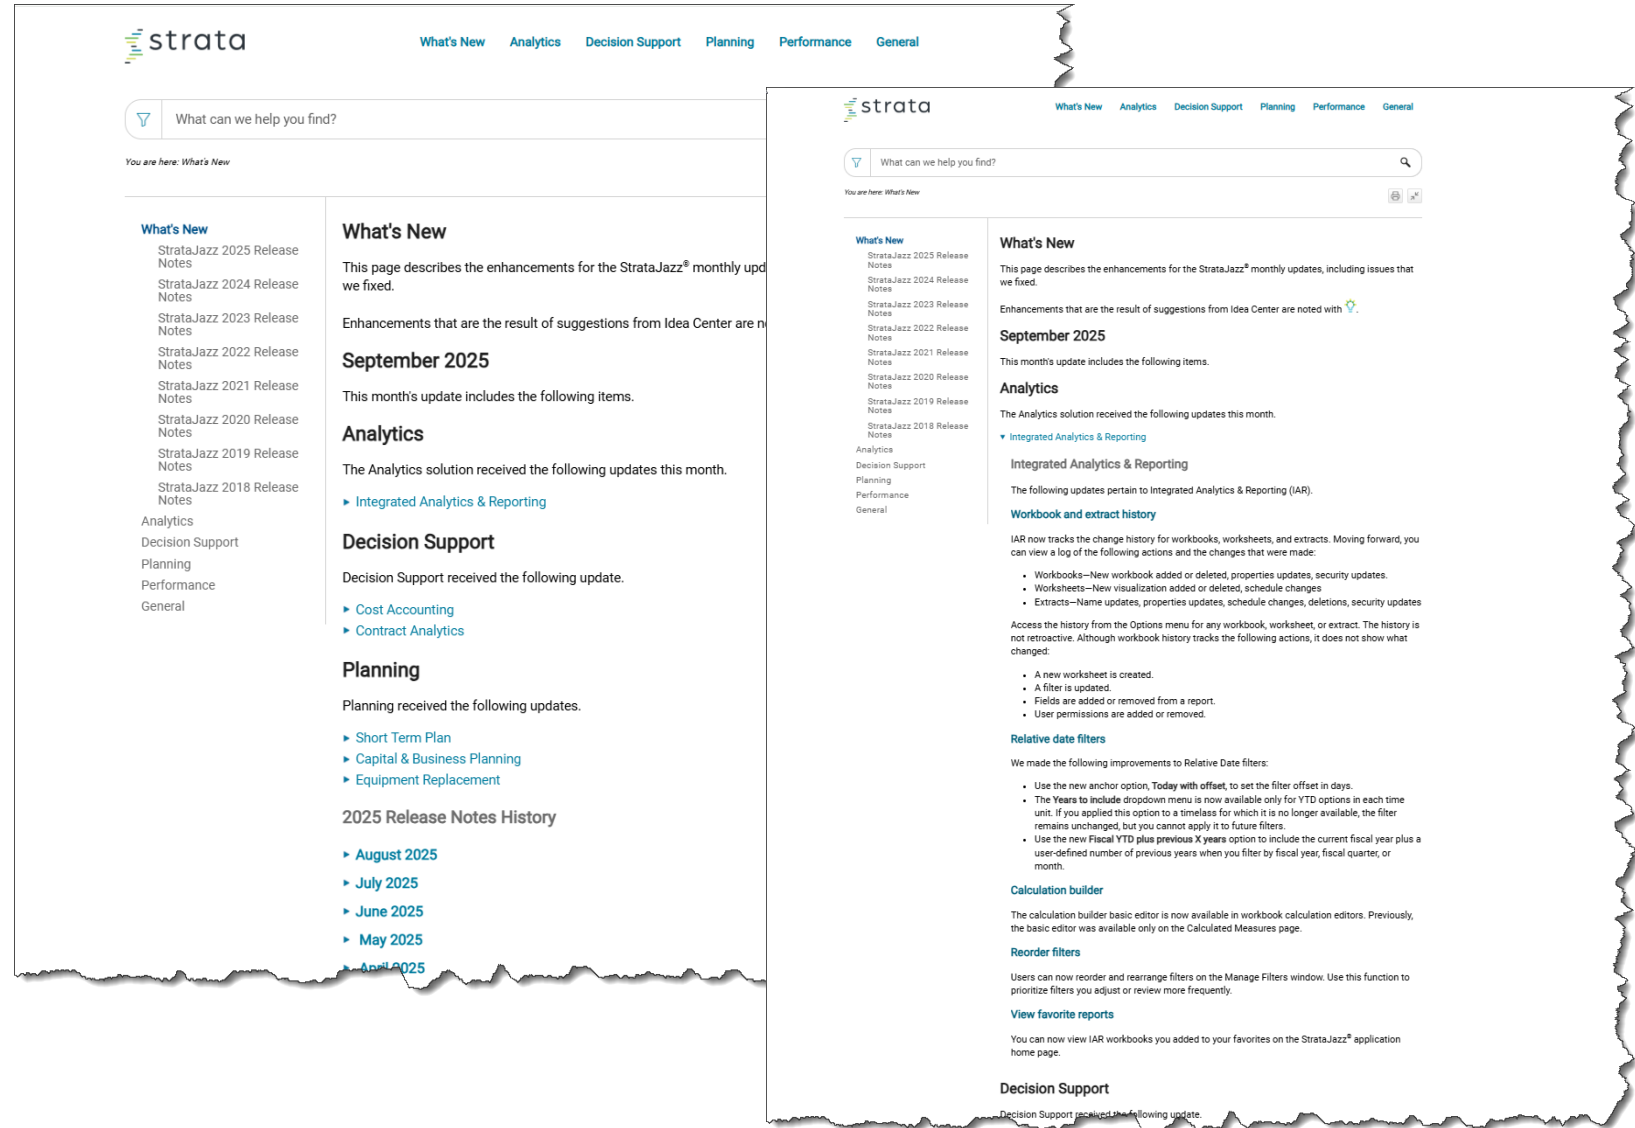 strata
What's New Analytics Decision Support Planning Performance General
What can we help you find?
You are here: What's New
What's New
StrataJazz 2025 Release
Notes
StrataJazz 2024 Release
Notes
StrataJazz 2023 Release
Notes
StrataJazz 2022 Release
Notes
StrataJazz 2021 Release
Notes
StrataJazz 2020 Release
Notes
StrataJazz 2019 Release
Notes
StrataJazz 2018 Release
Notes
Analytics
Decision Support
Planning
Performance
General
What's New
This page describes the enhancements for the StrataJazz® monthly upd
we fixed.
Enhancements that are the result of suggestions from Idea Center are n
September 2025
This month's update includes the following items.
Analytics
The Analytics solution received the following updates this month.
Integrated Analytics & Reporting
Decision Support
Decision Support received the following update.
Cost Accounting
Contract Analytics
Planning
Planning received the following updates.
Short Term Plan
Capital & Business Planning
Equipment Replacement
2025 Release Notes History
August 2025
July 2025
June 2025
May 2025
April 2025
strata
What's New Analytics Decision Support Planning Performance General
What can we help you find?
You are here: What's New
What's New
StrataJazz 2025 Release
Notes
StrataJazz 2024 Release
Notes
StrataJazz 2023 Release
Notes
StrataJazz 2022 Release
Notes
StrataJazz 2021 Release
Notes
StrataJazz 2020 Release
Notes
StrataJazz 2019 Release
Notes
StrataJazz 2018 Release
Notes
Analytics
Decision Support
Planning
Performance
General
What's New
This page describes the enhancements for the StrataJazz® monthly updates, including issues that
we fixed.
Enhancements that are the result of suggestions from Idea Center are noted with .
September 2025
This month's update includes the following items.
Analytics
The Analytics solution received the following updates this month.
Integrated Analytics & Reporting
Integrated Analytics & Reporting
The following updates pertain to Integrated Analytics & Reporting (IAR).
Workbook and extract history
IAR now tracks the change history for workbooks, worksheets, and extracts. Moving forward, you
can view a log of the following actions and the changes that were made:
• Workbooks—New workbook added or deleted, properties updates, security updates.
• Worksheets—New visualization added or deleted, schedule changes
• Extracts—Name updates, properties updates, schedule changes, deletions, security updates
Access the history from the Options menu for any workbook, worksheet, or extract. The history is
not retroactive. Although workbook history tracks the following actions, it does not show what
changed:
• A new worksheet is created.
• A filter is updated.
• Fields are added or removed from a report.
• User permissions are added or removed.
Relative date filters
We made the following improvements to Relative Date filters:
• Use the new anchor option, Today with offset, to set the filter offset in days.
• The Years to include dropdown menu is now available only for YTD options in each time
unit. If you applied this option to a timelass for which it is no longer available, the filter
remains unchanged, but you cannot apply it to future filters.
• Use the new Fiscal YTD plus previous X years option to include the current fiscal year plus a
user-defined number of previous years when you filter by fiscal year, fiscal quarter, or
month.
Calculation builder
The calculation builder basic editor is now available in workbook calculation editors. Previously,
the basic editor was available only on the Calculated Measures page.
Reorder filters
Users can now reorder and rearrange filters on the Manage Filters window. Use this function to
prioritize filters you adjust or review more frequently.
View favorite reports
You can now view IAR workbooks you added to your favorites on the StrataJazz® application
home page.
Decision Support
Decision Support received the following update.